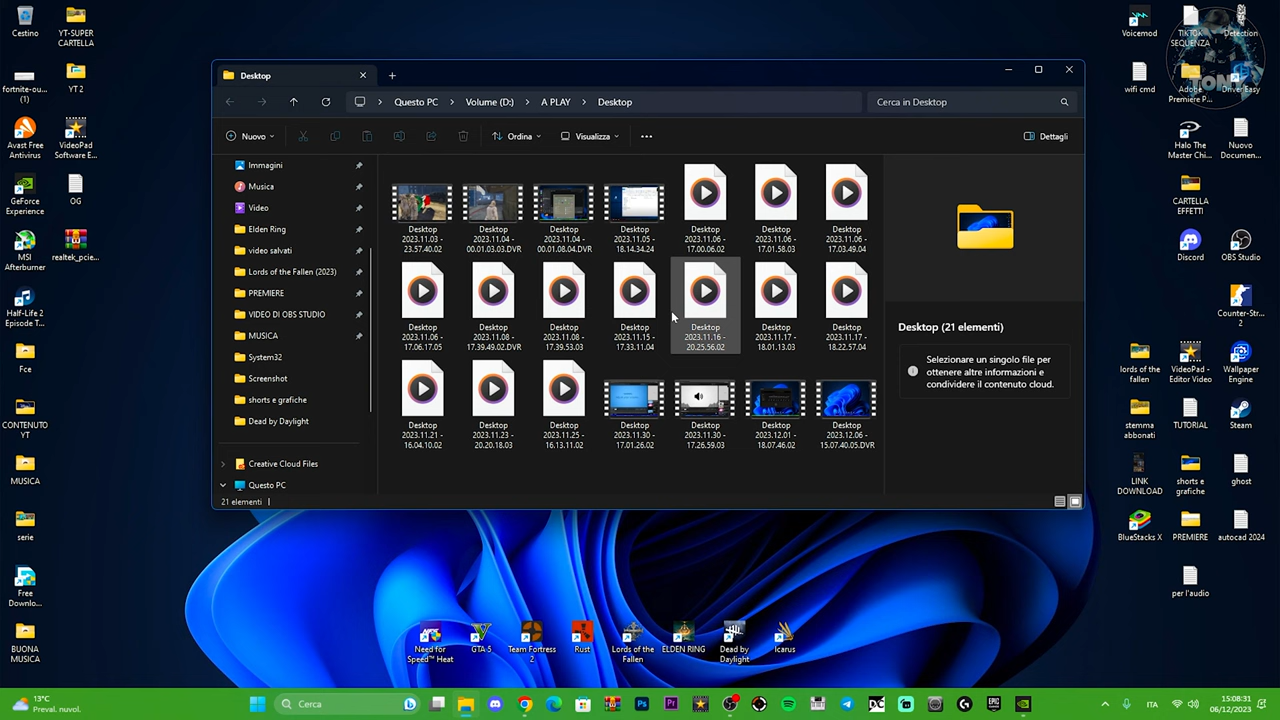 Cestino
YT-SUPER
CARTELLA
fortnite-ou...
(1)
YT 2
Avast Free
Antivirus
VideoPad
Software E...
GeForce
Experience
OG
MSI
Afterburner
realtek_pcie...
Half-Life 2
Episode T...
Fce
CONTENUTO
YT
MUSICA
serie
Free
Downlo...
BUONA
MUSICA
Desktop
Questo PC
Volume (D:)
A PLAY
Desktop
Cerca in Desktop
Nuovo
Ordina
Visualizza
Dettagli
Immagini
Musica
Video
Elden Ring
video salvati
Lords of the Fallen (2023)
PREMIERE
VIDEO DI OBS STUDIO
MUSICA
System32
Screenshot
shorts e grafiche
Dead by Daylight
Creative Cloud Files
Questo PC
21 elementi
Desktop
2023.11.03 -
23.57.40.02
Desktop
2023.11.04 -
00.01.03.03.DVR
Desktop
2023.11.04 -
00.01.08.04.DVR
Desktop
2023.11.05 -
18.14.34.24
Desktop
2023.11.06 -
17.00.06.02
Desktop
2023.11.06 -
17.01.58.03
Desktop
2023.11.06 -
17.03.49.04
Desktop
2023.11.06 -
17.06.17.05
Desktop
2023.11.08 -
17.39.49.02.DVR
Desktop
2023.11.08 -
17.39.53.03
Desktop
2023.11.15 -
17.33.11.04
Desktop
2023.11.16 -
20.25.56.02
Desktop
2023.11.17 -
18.01.13.03
Desktop
2023.11.17 -
18.22.57.04
Desktop
2023.11.21 -
16.04.10.02
Desktop
2023.11.23 -
20.20.18.03
Desktop
2023.11.25 -
16.13.11.02
Desktop
2023.11.30 -
17.01.26.02
Desktop
2023.11.30 -
17.26.59.03
Desktop
2023.12.01 -
18.07.46.02
Desktop
2023.12.06 -
15.07.40.05.DVR
Desktop (21 elementi)
Selezionare un singolo file per
ottenere altre informazioni e
condividere il contenuto cloud.
Voicemod
TIKTOK
SEQUENZA
Detection
wifi cmd
Adobe
Premiere P...
Driver Easy
TONY
Halo The
Master Chi...
Nuovo
Documen...
CARTELLA
EFFETTI
Discord
OBS Studio
Counter-Str...
2
lords of the
fallen
VideoPad -
Editor Video
Wallpaper
Engine
stemma
abbonati
TUTORIAL
Steam
LINK
DOWNLOAD
shorts e
grafiche
ghost
BlueStacks X
PREMIERE
autocad 2024
per l'audio
Need for
Speed™ Heat
GTA 5
Team Fortress
2
Rust
Lords of the
Fallen
ELDEN RING
Dead by
Daylight
Icarus
13°C
Preval. nuvol.
Cerca
ITA
15:08:31
06/12/2023